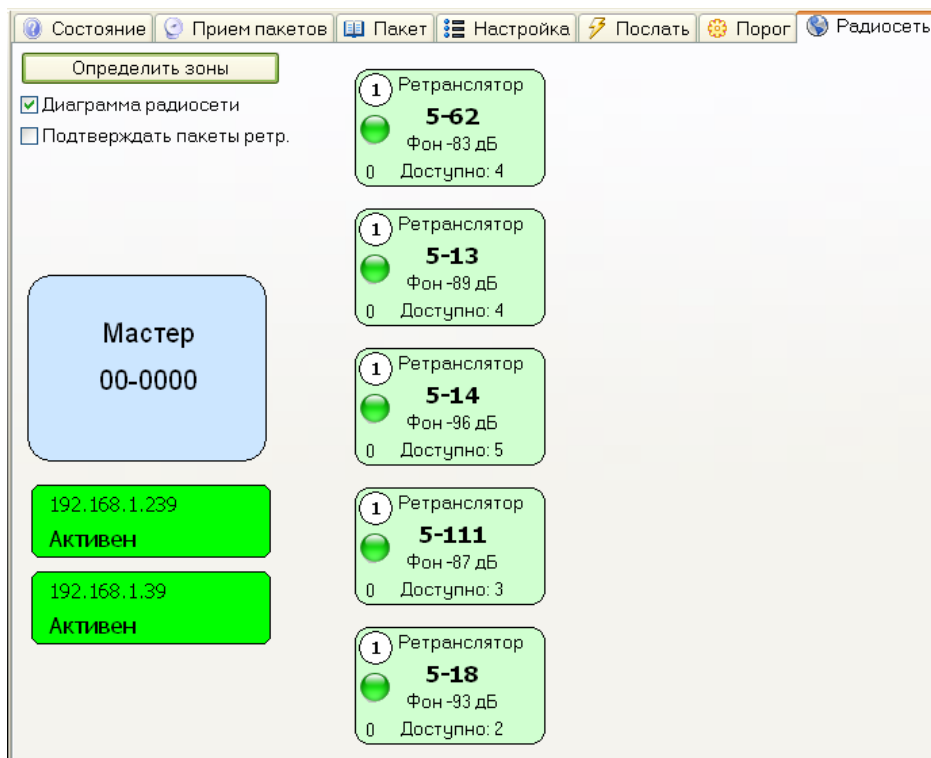 Состояние Прием пакетов Пакет Настройка Послать Порог Радиосеть
Определить зоны
Диаграмма радиосети
Подтверждать пакеты ретр.
Мастер
00-0000
192.168.1.239
Активен
192.168.1.39
Активен
1 Ретранслятор
5-62
Фон -83 дБ
0 Доступно: 4
1 Ретранслятор
5-13
Фон -89 дБ
0 Доступно: 4
1 Ретранслятор
5-14
Фон -96 дБ
0 Доступно: 5
1 Ретранслятор
5-111
Фон -87 дБ
0 Доступно: 3
1 Ретранслятор
5-18
Фон -93 дБ
0 Доступно: 2